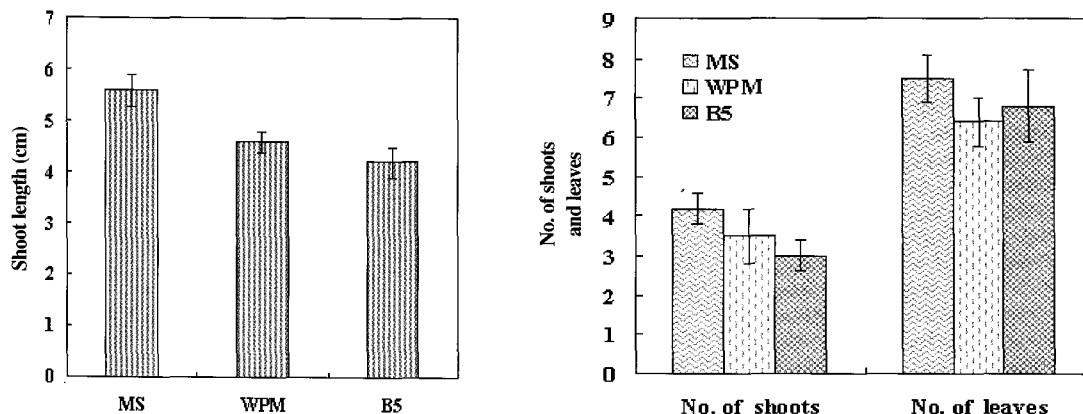 Shoot length (cm)
7
6
5
4
3
2
1
0
MS WPM B5
No. of shoots
and leaves
9
8
7
6
5
4
3
2
1
0
MS
WPM
B5
No. of shoots No. of leaves